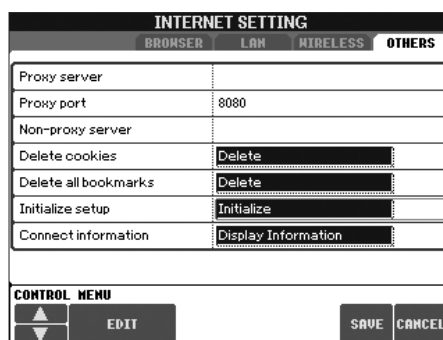 INTERNET SETTING
BROWSER LAN WIRELESS OTHERS
Proxy server
Proxy port 8080
Non-proxy server
Delete cookies Delete
Delete all bookmarks Delete
Initialize setup Initialize
Connect information Display Information
CONTROL MENU
EDIT SAVE CANCEL